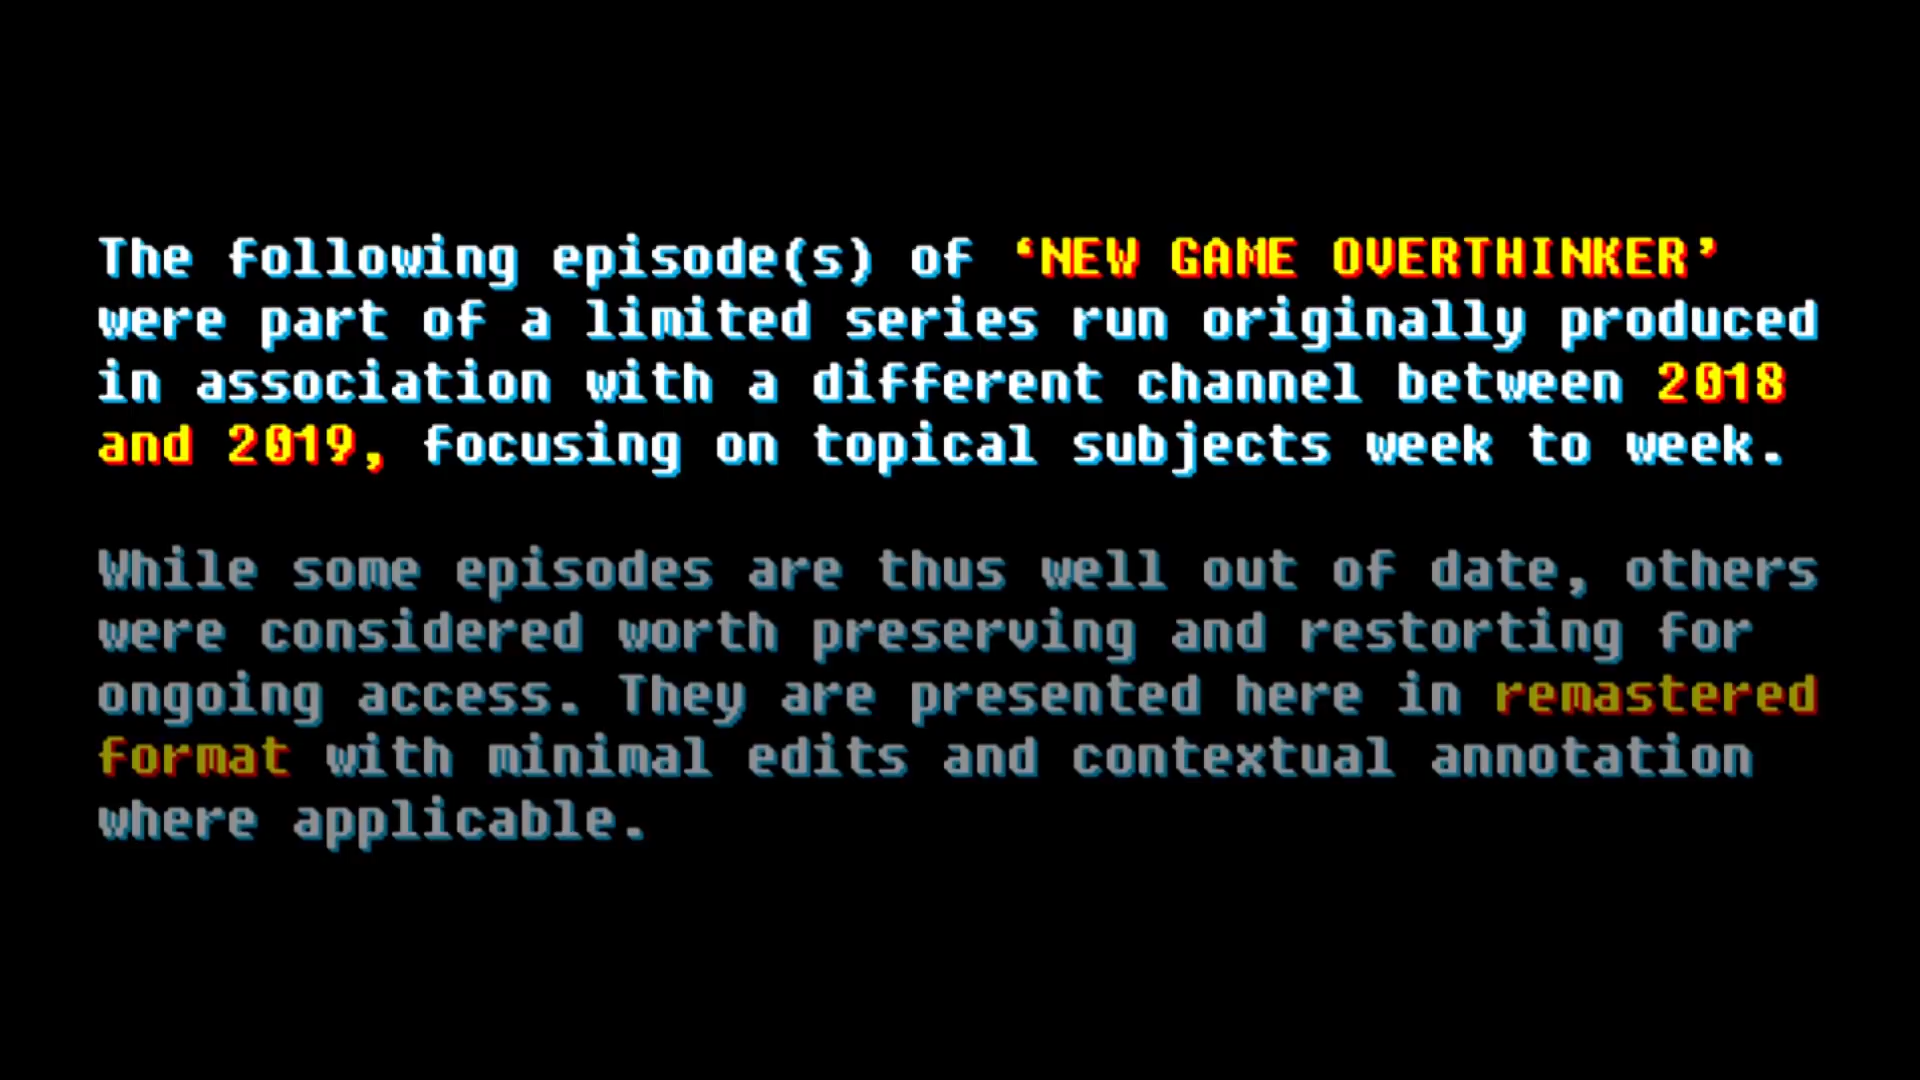 The following episode(s) of ‘NEW GAME OVERTHINKER’
were part of a limited series run originally produced
in association with a different channel between 2018
and 2019, focusing on topical subjects week to week.
While some episodes are thus well out of date, others
were considered worth preserving and restorting for
ongoing access. They are presented here in remastered
format with minimal edits and contextual annotation
where applicable.